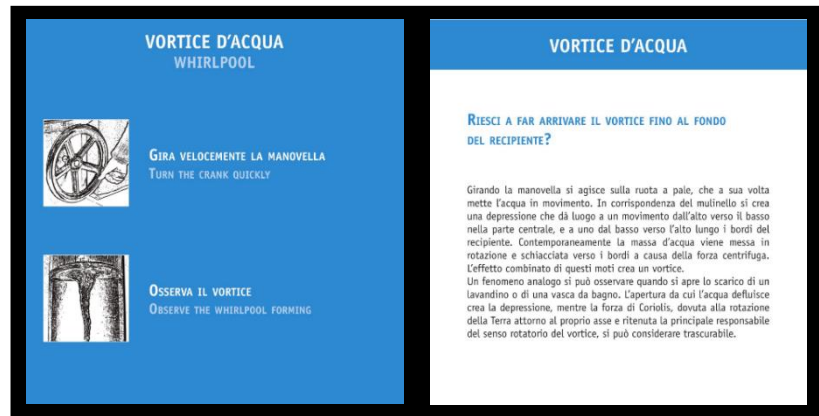 VORTICE D'ACQUA
WHIRLPOOL
GIRA VELOCEMENTE LA MANOVELLA
TURN THE CRANK QUICKLY
OSSERVA IL VORTICE
OBSERVE THE WHIRLPOOL FORMING
VORTICE D'ACQUA
RIESCI A FAR ARRIVARE IL VORTICE FINO AL FONDO
DEL RECIPIENTE?
Girando la manovella si agisce sulla ruota a pale, che a sua volta
mette l'acqua in movimento. In corrispondenza del mulinello si crea
una depressione che dà luogo a un movimento dall'alto verso il basso
nella parte centrale, e a uno dal basso verso l'alto lungo i bordi del
recipiente. Contemporaneamente la massa d'acqua viene messa in
rotazione e schiacciata verso i bordi a causa della forza centrifuga.
L'effetto combinato di questi moti crea un vortice.
Un fenomeno analogo si può osservare quando si apre lo scarico di un
lavandino o di una vasca da bagno. L'apertura da cui l'acqua defluisce
crea la depressione, mentre la forza di Coriolis, dovuta alla rotazione
della Terra attorno al proprio asse e ritenuta la principale responsabile
del senso rotatorio del vortice, si può considerare trascurabile.